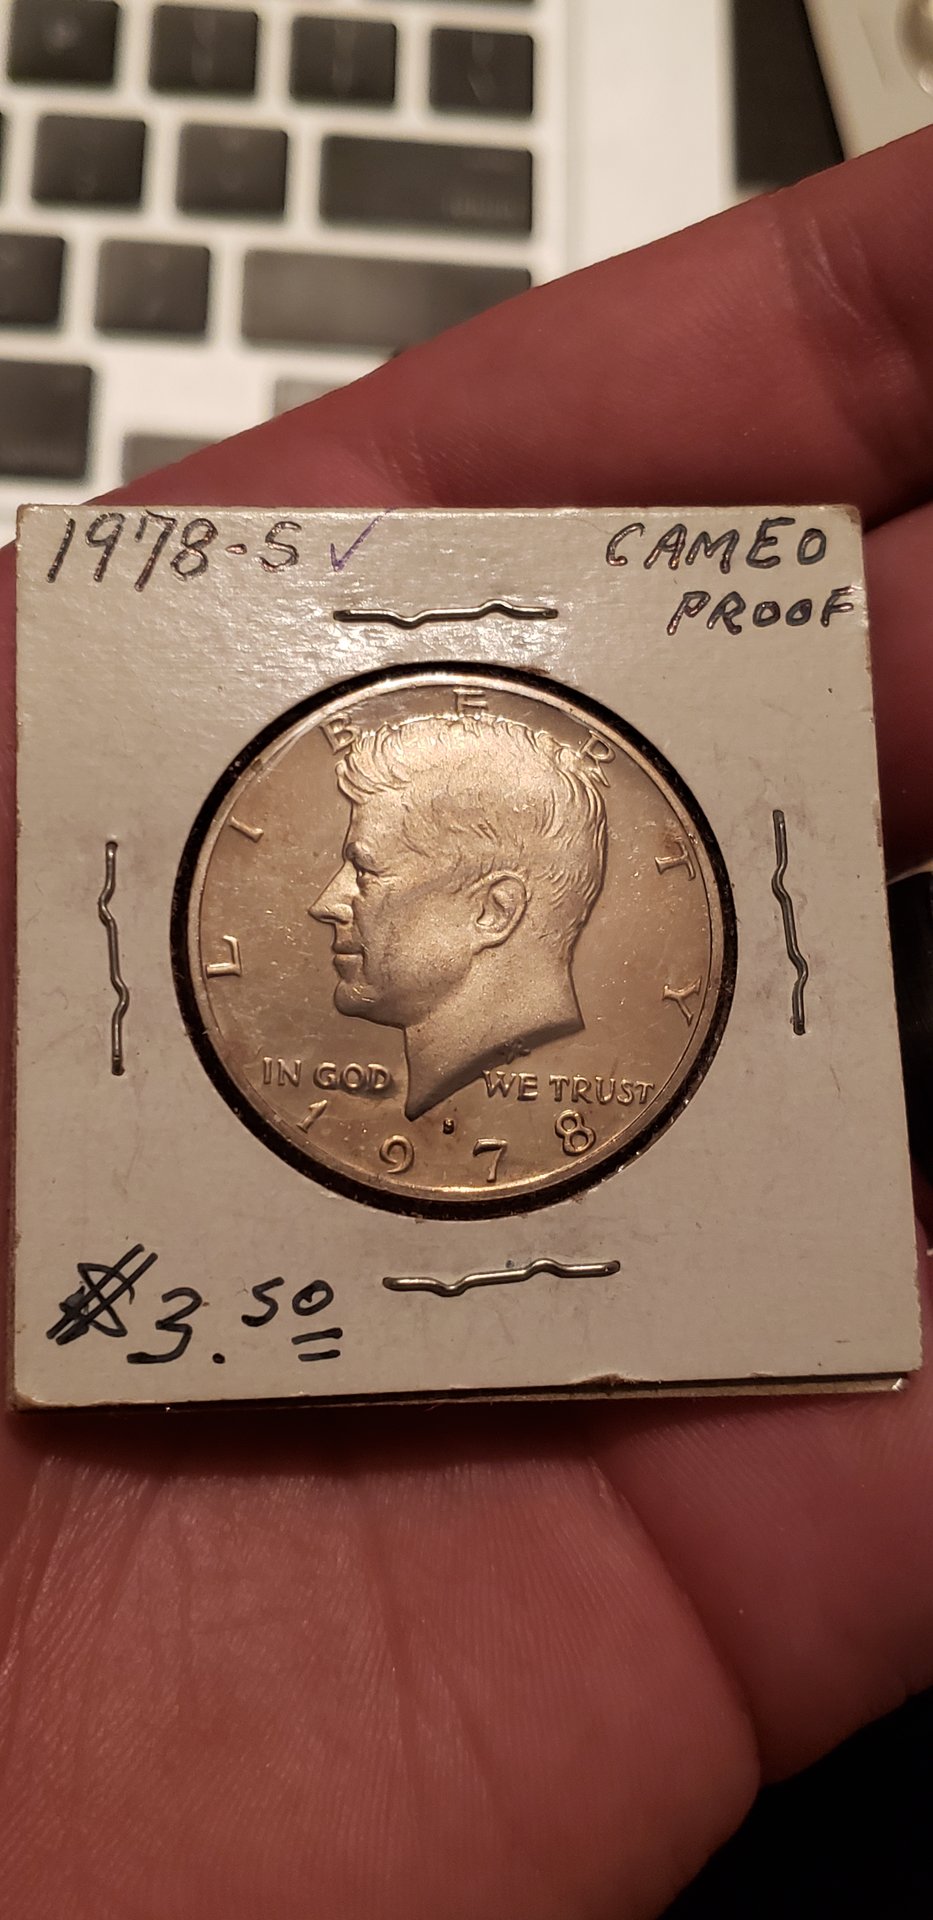 1978-S ✓ CAMEO
PROOF
LIBERTY
IN GOD WE TRUST
1978
$3.50